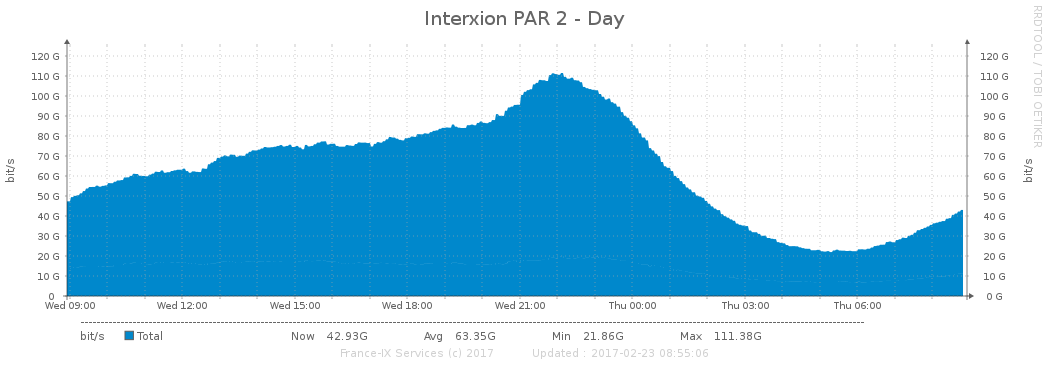 Interxion PAR 2 - Day
RRDTOOL / TOBI OETIKER
bit/s
120 G 120 G
110 G 110 G
100 G 100 G
90 G 90 G
80 G 80 G
70 G 70 G
60 G 60 G
50 G 50 G
40 G 40 G
30 G 30 G
20 G 20 G
10 G 10 G
0 0 G
bit/s
Wed 09:00 Wed 12:00 Wed 15:00 Wed 18:00 Wed 21:00 Thu 00:00 Thu 03:00 Thu 06:00
bit/s Total Now 42.93G Avg 63.35G Min 21.86G Max 111.38G
France-IX Services (c) 2017 Updated : 2017-02-23 08:55:06